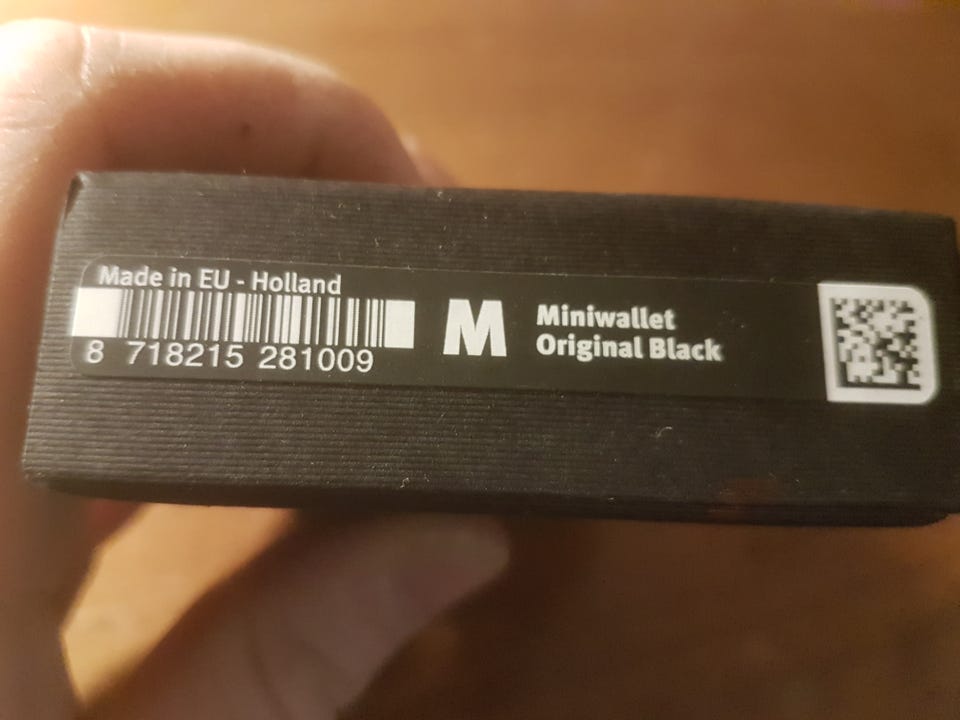 Made in EU - Holland
8 718215 281009
M
Miniwallet
Original Black